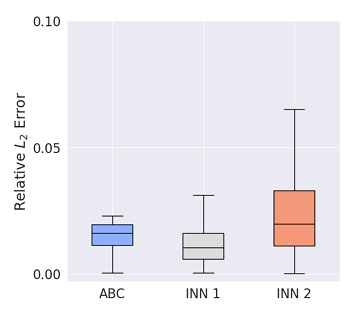 0.10
0.05
0.00
Relative L₂ Error
ABC
INN 1
INN 2